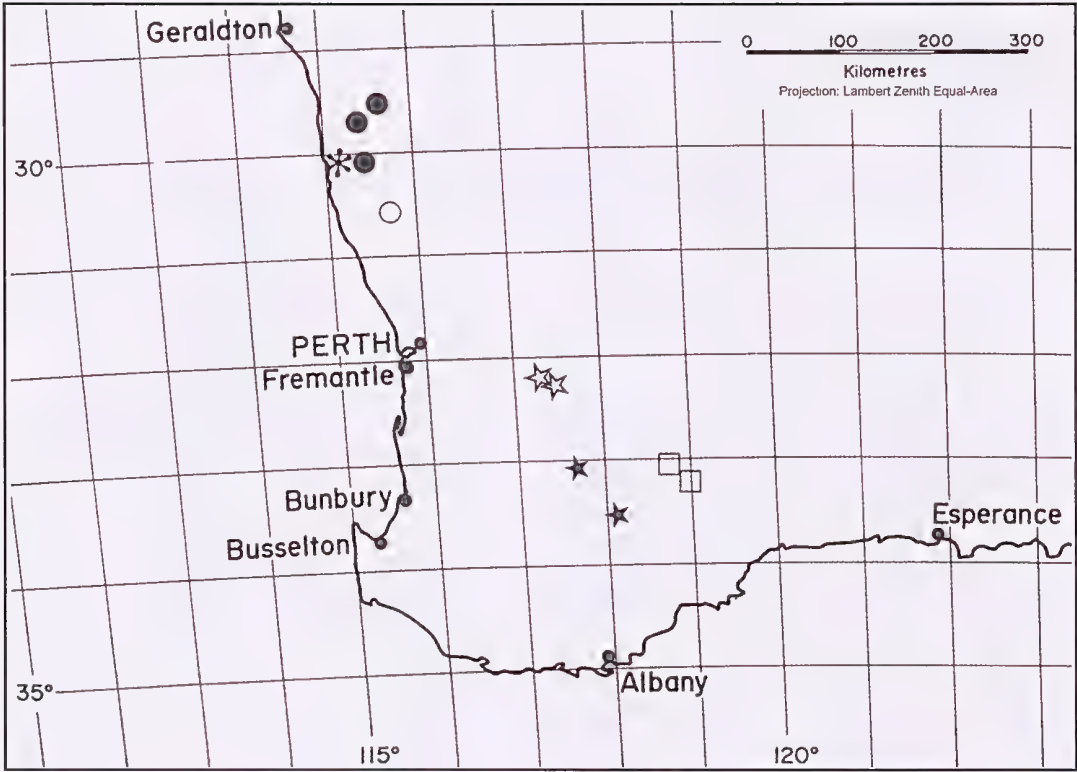 Geraldton
0 100 200 300
Kilometres
Projection: Lambert Zenith Equal-Area
30°
PERTH
Fremantle
Bunbury
Busselton
Esperance
Albany
35°
115° 120°